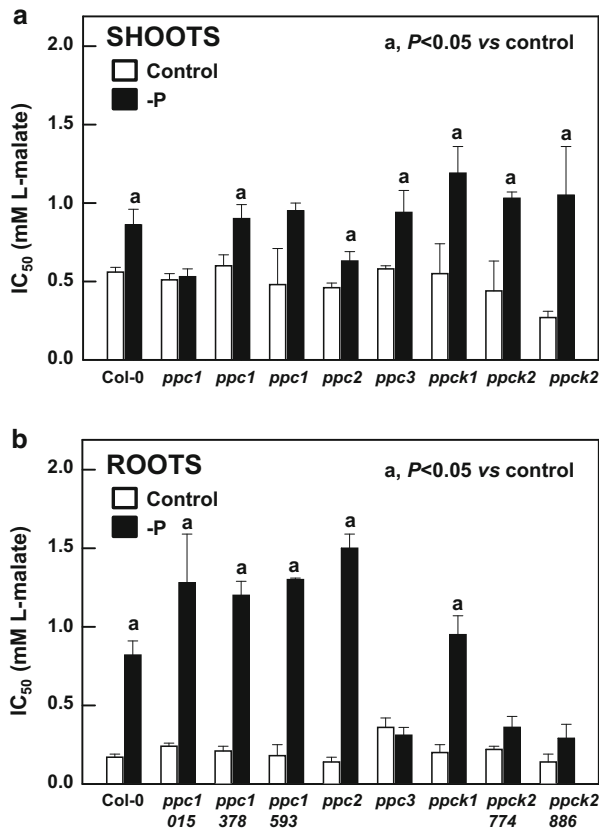 a
SHOOTS
a, P<0.05 vs control
Control
-P
IC50 (mM L-malate)
2.0
1.5
1.0
0.5
0.0
a a a a a a a
Col-0 ppc1 ppc1 ppc1 ppc2 ppc3 ppck1 ppck2 ppck2
b
ROOTS
a, P<0.05 vs control
Control
-P
IC50 (mM L-malate)
2.0
1.5
1.0
0.5
0.0
a a a a a a
Col-0 ppc1 ppc1 ppc1 ppc2 ppc3 ppck1 ppck2 ppck2
015 378 593 774 886